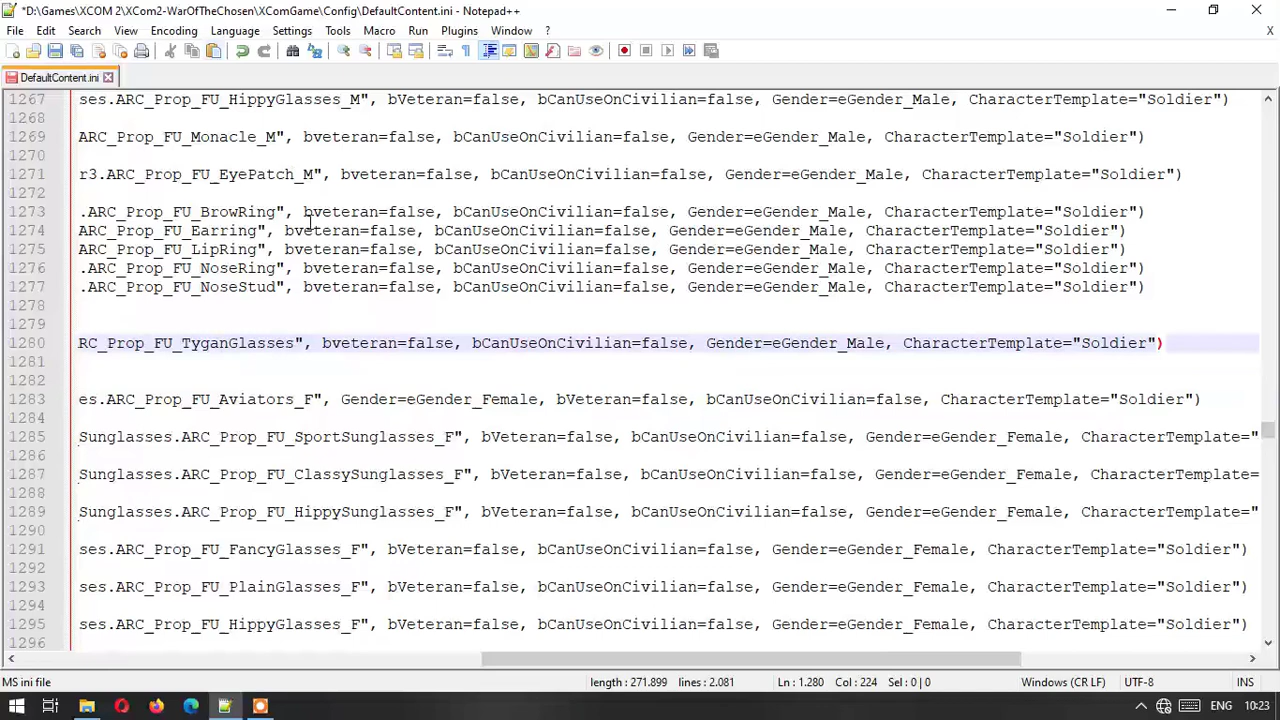 *D:\Games\XCOM 2\XCom2-WarOfTheChosen\XComGame\Config\DefaultContent.ini - Notepad++
File Edit Search View Encoding Language Settings Tools Macro Run Plugins Window ? X
DefaultContent.ini
1267 ses.ARC_Prop_FU_HippyGlasses_M", bVeteran=false, bCanUseOnCivilian=false, Gender=eGender_Male, CharacterTemplate="Soldier")
1268
1269 ARC_Prop_FU_Monacle_M", bveteran=false, bCanUseOnCivilian=false, Gender=eGender_Male, CharacterTemplate="Soldier")
1270
1271 r3.ARC_Prop_FU_EyePatch_M", bveteran=false, bCanUseOnCivilian=false, Gender=eGender_Male, CharacterTemplate="Soldier")
1272
1273 .ARC_Prop_FU_BrowRing", bveteran=false, bCanUseOnCivilian=false, Gender=eGender_Male, CharacterTemplate="Soldier")
1274 ARC_Prop_FU_Earring", bveteran=false, bCanUseOnCivilian=false, Gender=eGender_Male, CharacterTemplate="Soldier")
1275 ARC_Prop_FU_LipRing", bveteran=false, bCanUseOnCivilian=false, Gender=eGender_Male, CharacterTemplate="Soldier")
1276 .ARC_Prop_FU_NoseRing", bveteran=false, bCanUseOnCivilian=false, Gender=eGender_Male, CharacterTemplate="Soldier")
1277 .ARC_Prop_FU_NoseStud", bveteran=false, bCanUseOnCivilian=false, Gender=eGender_Male, CharacterTemplate="Soldier")
1278
1279
1280 RC_Prop_FU_TyganGlasses", bveteran=false, bCanUseOnCivilian=false, Gender=eGender_Male, CharacterTemplate="Soldier")
1281
1282
1283 es.ARC_Prop_FU_Aviators_F", Gender=eGender_Female, bVeteran=false, bCanUseOnCivilian=false, CharacterTemplate="Soldier")
1284
1285 Sunglasses.ARC_Prop_FU_SportSunglasses_F", bVeteran=false, bCanUseOnCivilian=false, Gender=eGender_Female, CharacterTemplate="
1286
1287 Sunglasses.ARC_Prop_FU_ClassySunglasses_F", bVeteran=false, bCanUseOnCivilian=false, Gender=eGender_Female, CharacterTemplate=
1288
1289 Sunglasses.ARC_Prop_FU_HippySunglasses_F", bVeteran=false, bCanUseOnCivilian=false, Gender=eGender_Female, CharacterTemplate="
1290
1291 ses.ARC_Prop_FU_FancyGlasses_F", bVeteran=false, bCanUseOnCivilian=false, Gender=eGender_Female, CharacterTemplate="Soldier")
1292
1293 ses.ARC_Prop_FU_PlainGlasses_F", bVeteran=false, bCanUseOnCivilian=false, Gender=eGender_Female, CharacterTemplate="Soldier")
1294
1295 ses.ARC_Prop_FU_HippyGlasses_F", bVeteran=false, bCanUseOnCivilian=false, Gender=eGender_Female, CharacterTemplate="Soldier")
1296
MS ini file length : 271.899 lines : 2.081 Ln : 1.280 Col : 224 Sel : 0 | 0 Windows (CR LF) UTF-8 INS
ENG 10:23